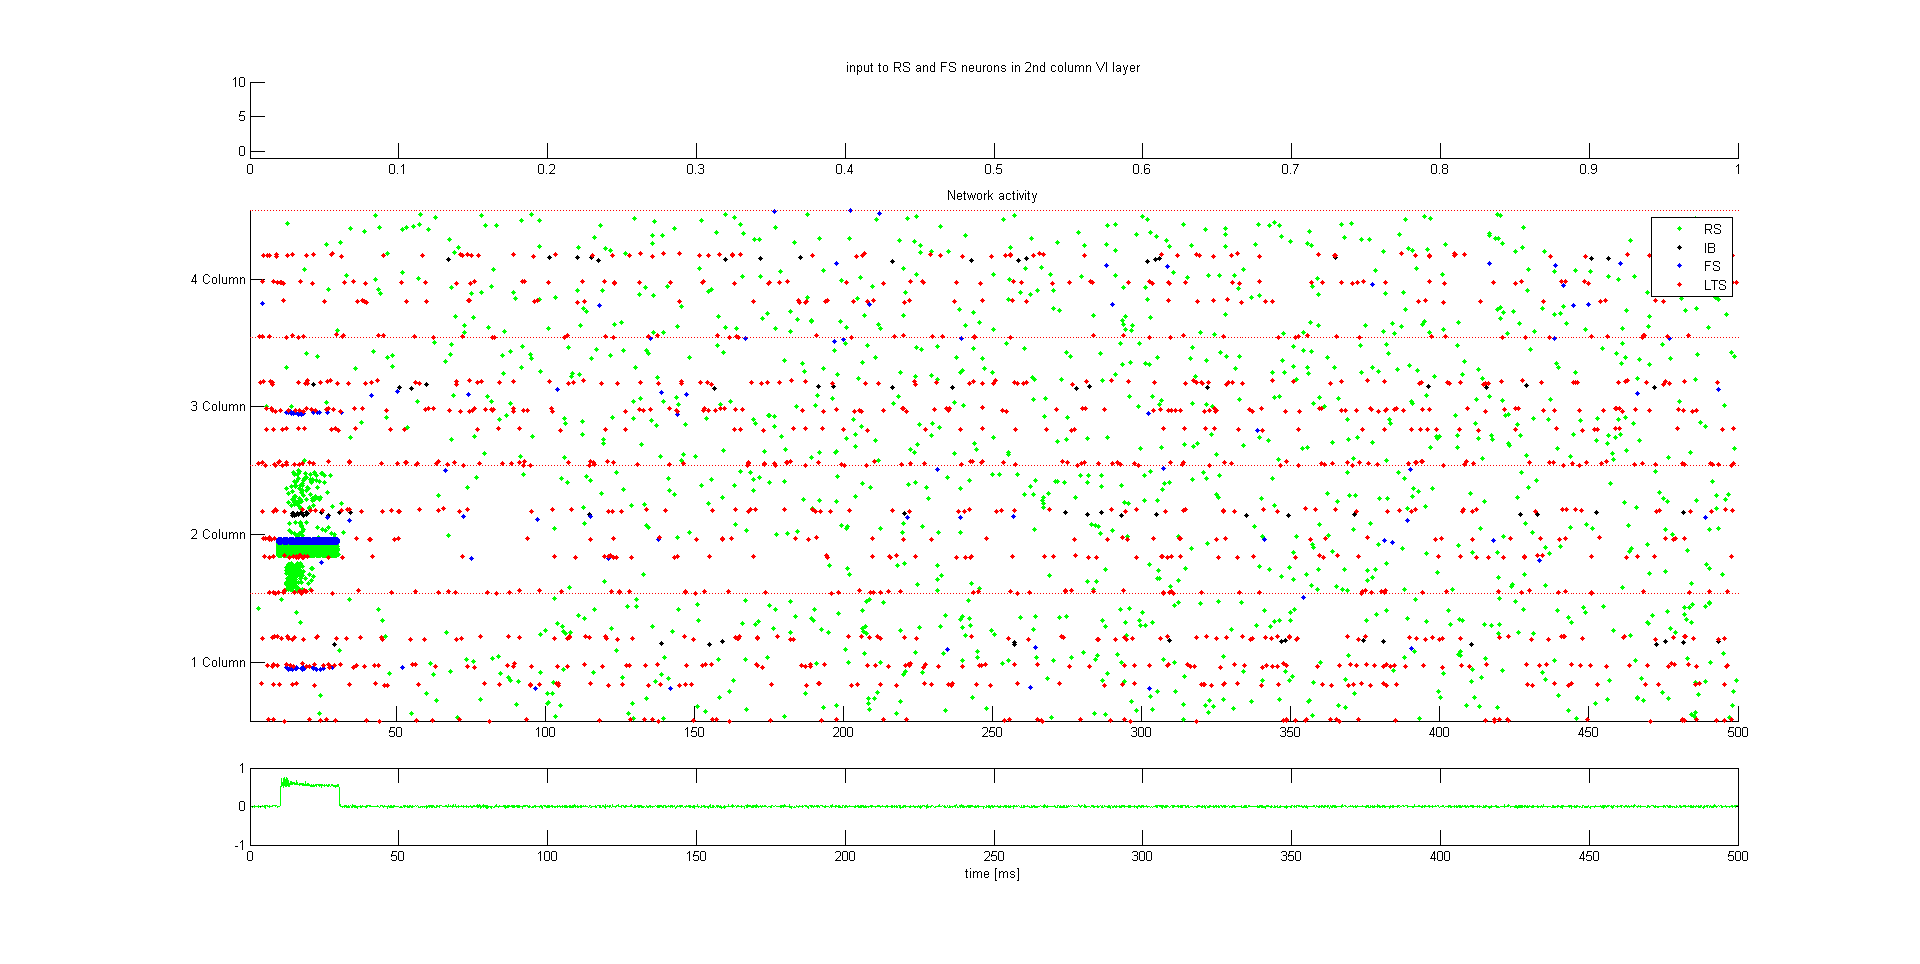 input to RS and FS neurons in 2nd column VI layer
10
5
0
0 0.1 0.2 0.3 0.4 0.5 0.6 0.7 0.8 0.9 1
Network activity
RS
IB
FS
LTS
4 Column
3 Column
2 Column
1 Column
50 100 150 200 250 300 350 400 450 500
1
0
-1
0 50 100 150 200 250 300 350 400 450 500
time [ms]